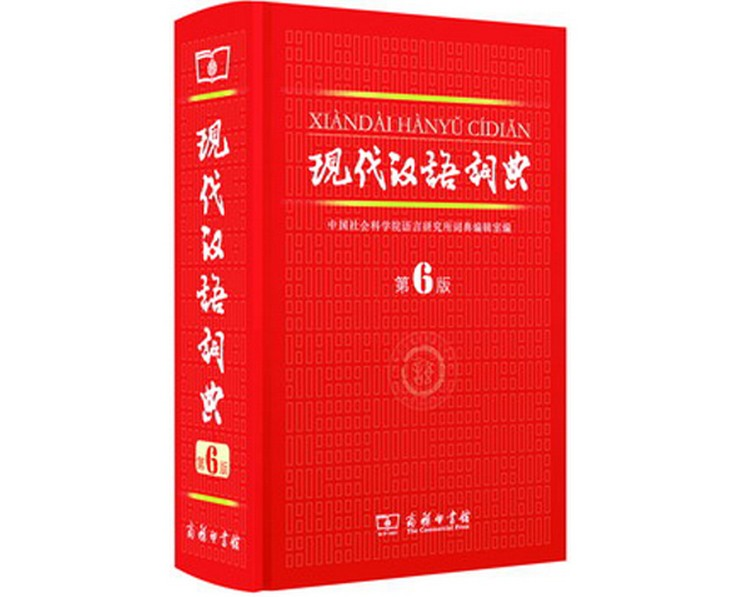 现代汉语词典
第6版
商务印书馆
XIÀNDÀI HÀNYǓ CÍDIǍN
现代汉语词典
中国社会科学院语言研究所词典编辑室编
第6版
商务印书馆
The Commercial Press